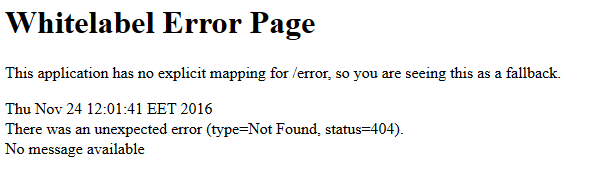 Whitelabel Error Page
This application has no explicit mapping for /error, so you are seeing this as a fallback.
Thu Nov 24 12:01:41 EET 2016
There was an unexpected error (type=Not Found, status=404).
No message available